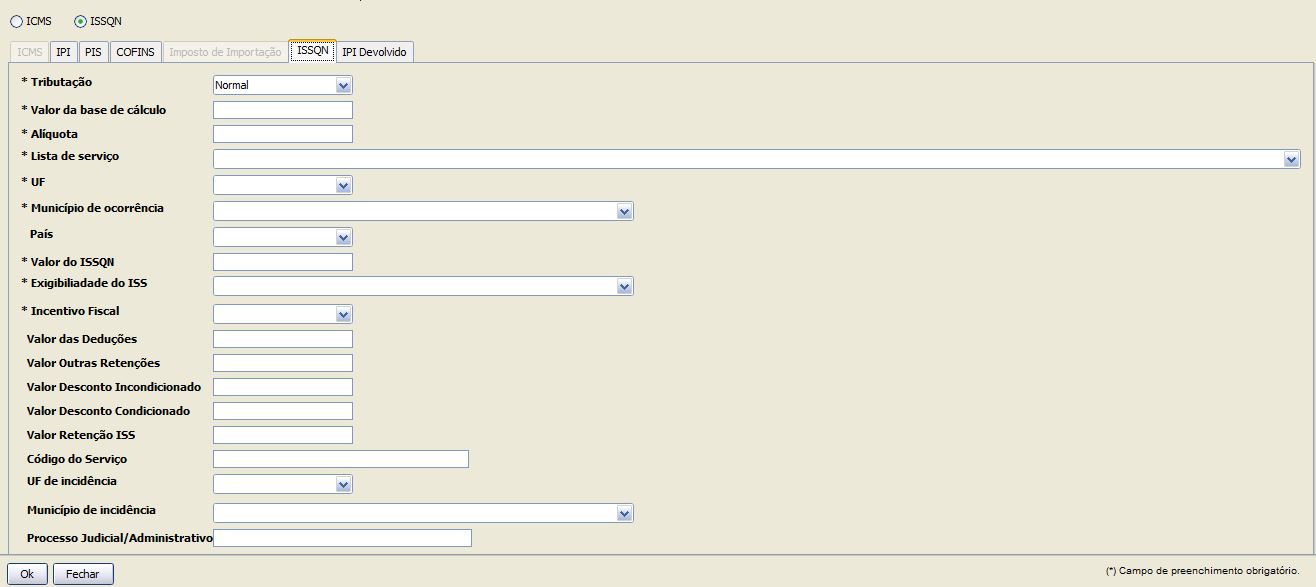 ICMS ISSQN
ICMS IPI PIS COFINS Imposto de Importação ISSQN IPI Devolvido
* Tributação Normal
* Valor da base de cálculo
* Alíquota
* Lista de serviço
* UF
* Município de ocorrência
País
* Valor do ISSQN
* Exigibiliadade do ISS
* Incentivo Fiscal
Valor das Deduções
Valor Outras Retenções
Valor Desconto Incondicionado
Valor Desconto Condicionado
Valor Retenção ISS
Código do Serviço
UF de incidência
Município de incidência
Processo Judicial/Administrativo
Ok Fechar (*) Campo de preenchimento obrigatório.